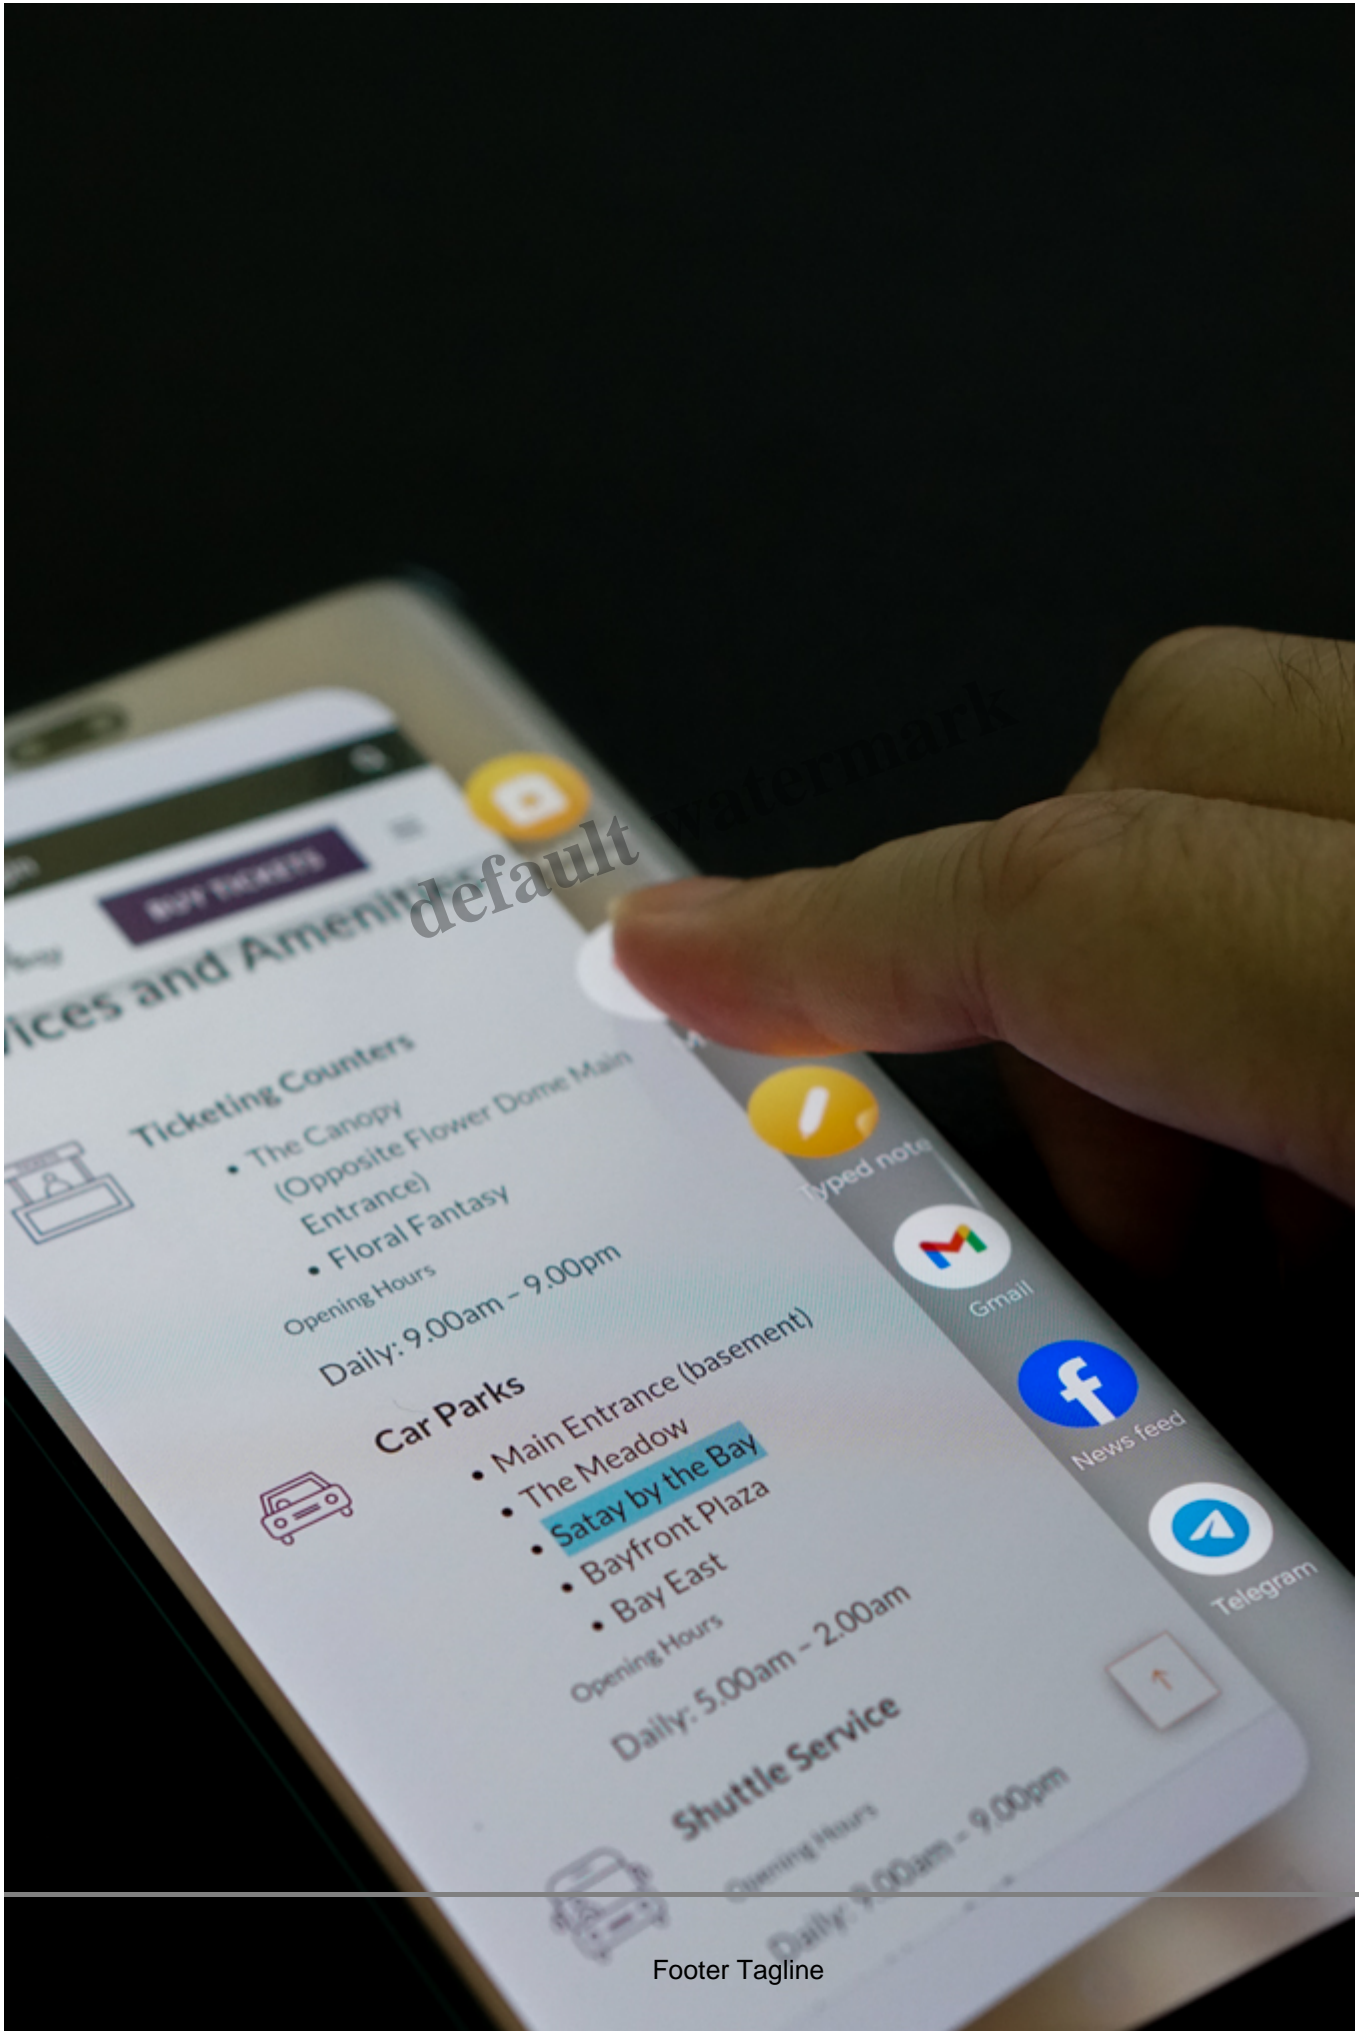 BUY TICKETS
vices and Amenities
Ticketing Counters
• The Canopy
(Opposite Flower Dome Main
Entrance)
• Floral Fantasy
Opening Hours
Daily: 9.00am – 9.00pm
Car Parks
• Main Entrance (basement)
• The Meadow
• Satay by the Bay
• Bayfront Plaza
• Bay East
Opening Hours
Daily: 5.00am – 2.00am
Shuttle Service
Opening Hours
Daily: 9.00am – 9.00pm
Typed note
Gmail
News feed
Telegram
default watermark
Footer Tagline